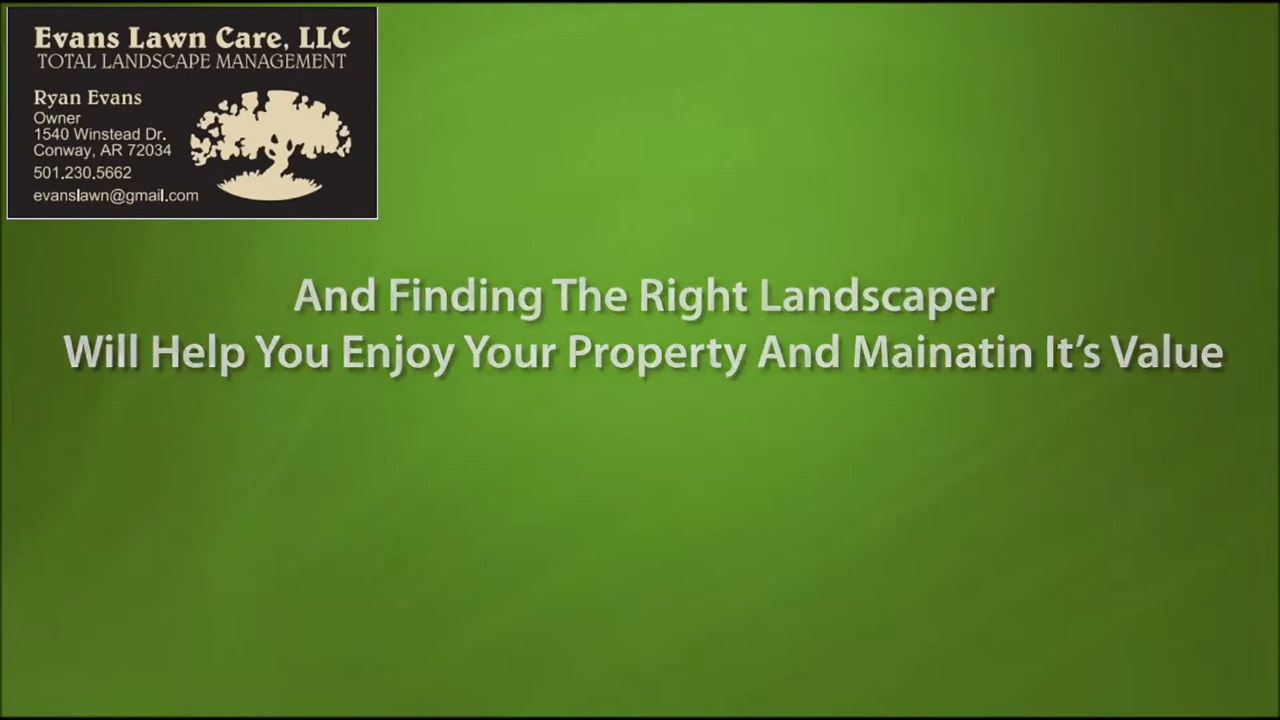 Evans Lawn Care, LLC
TOTAL LANDSCAPE MANAGEMENT
Ryan Evans
Owner
1540 Winstead Dr.
Conway, AR 72034
501.230.5662
evanslawn@gmail.com
And Finding The Right Landscaper
Will Help You Enjoy Your Property And Mainatin It's Value